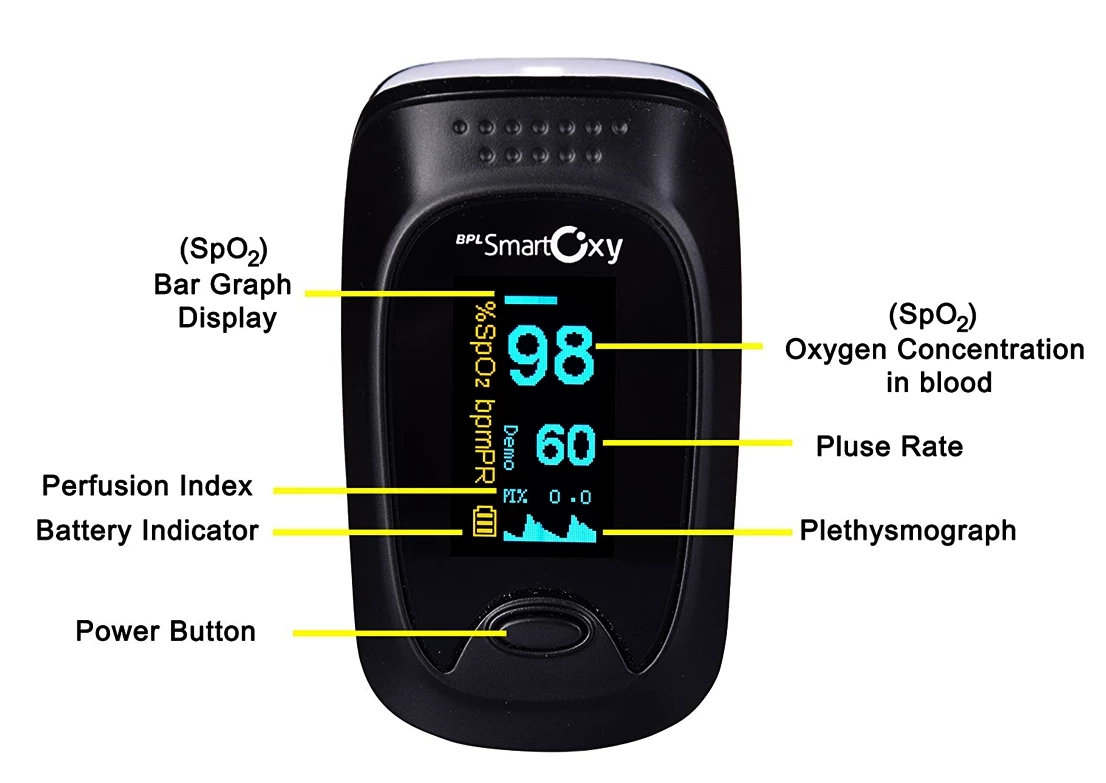 BPL SmartOxy
(SpO₂)
Bar Graph
Display
%SpO₂ bpmPR
98
(SpO₂)
Oxygen Concentration
in blood
Demo
60
Pluse Rate
Perfusion Index
PI% 0.0
Battery Indicator
Plethysmograph
Power Button